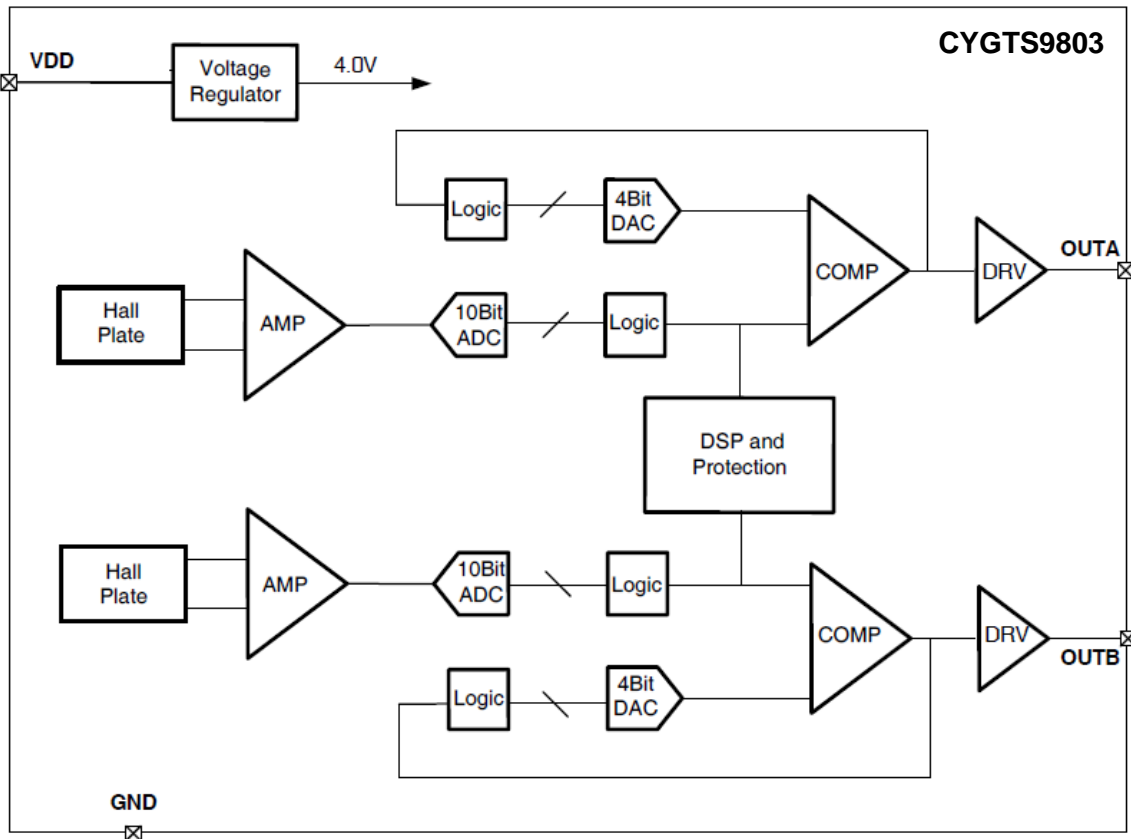 CYGTS9803
VDD
Voltage
Regulator
4.0V
Logic
4Bit
DAC
COMP
DRV
OUTA
Hall
Plate
AMP
10Bit
ADC
Logic
DSP and
Protection
Hall
Plate
AMP
10Bit
ADC
Logic
COMP
DRV
OUTB
Logic
4Bit
DAC
GND